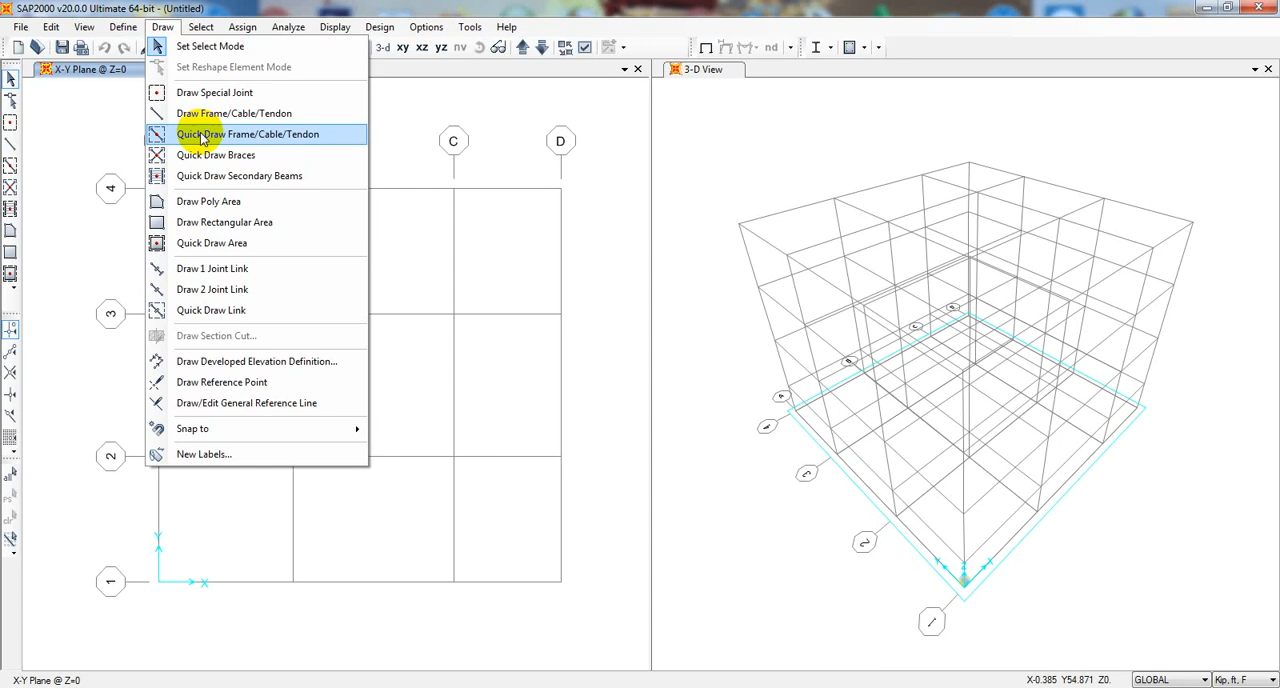 SAP2000 v20.0.0 Ultimate 64-bit - (Untitled)
File Edit View Define Draw Select Assign Analyze Display Design Options Tools Help
3-d xy xz yz nv nd
X-Y Plane @ Z=0
3-D View
Set Select Mode
Set Reshape Element Mode
Draw Special Joint
Draw Frame/Cable/Tendon
Quick Draw Frame/Cable/Tendon
Quick Draw Braces
Quick Draw Secondary Beams
Draw Poly Area
Draw Rectangular Area
Quick Draw Area
Draw 1 Joint Link
Draw 2 Joint Link
Quick Draw Link
Draw Section Cut...
Draw Developed Elevation Definition...
Draw Reference Point
Draw/Edit General Reference Line
Snap to
New Labels...
C D
4
3
2
1
Y
X
all
ps
clr
X-Y Plane @ Z=0
X-0.385 Y54.871 Z0.
GLOBAL
Kip, ft, F